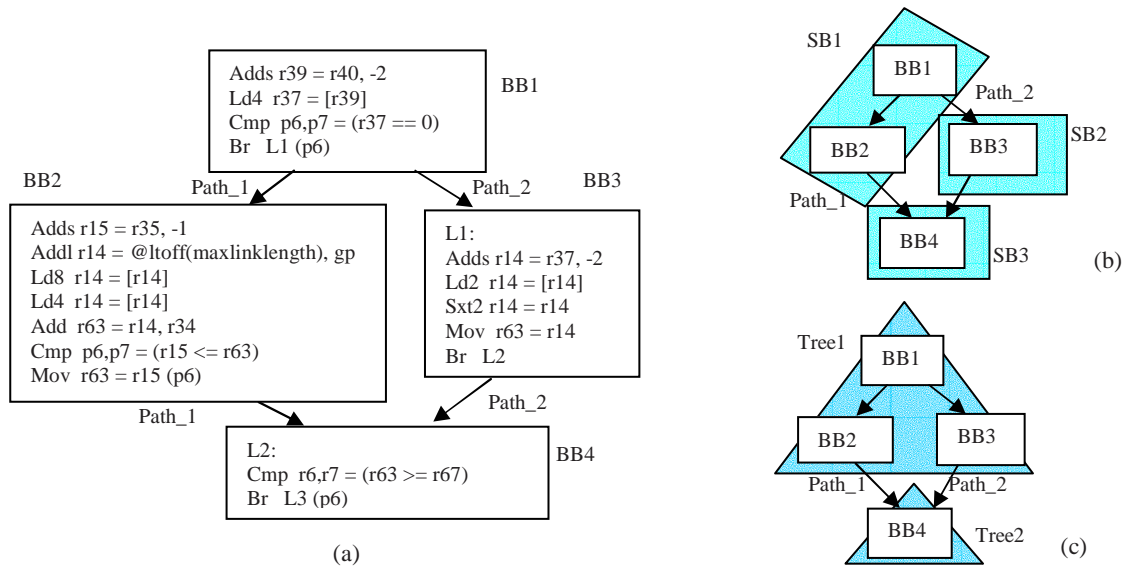 Adds r39 = r40, -2
Ld4 r37 = [r39]
Cmp p6,p7 = (r37 == 0)
Br L1 (p6)
BB1
BB2
Path_1
Path_2
BB3
Adds r15 = r35, -1
Addl r14 = @ltoff(maxlinklength), gp
Ld8 r14 = [r14]
Ld4 r14 = [r14]
Add r63 = r14, r34
Cmp p6,p7 = (r15 <= r63)
Mov r63 = r15 (p6)
L1:
Adds r14 = r37, -2
Ld2 r14 = [r14]
Sxt2 r14 = r14
Mov r63 = r14
Br L2
Path_1
Path_2
L2:
Cmp r6,r7 = (r63 >= r67)
Br L3 (p6)
BB4
(a)
SB1
BB1
Path_2
BB2
BB3
SB2
Path_1
BB4
SB3
(b)
Tree1
BB1
BB2
BB3
Path_1
Path_2
BB4
Tree2
(c)